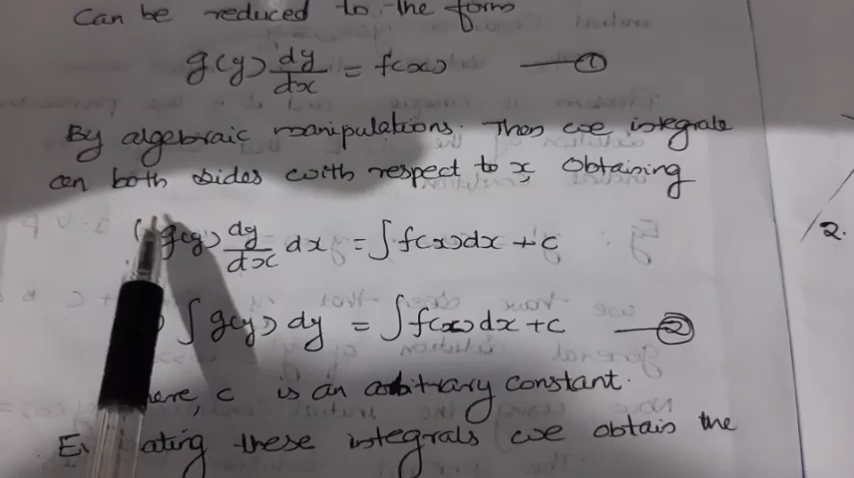 Can be reduced to the form
g(y) dy/dx = f(x) — ①
By algebraic manipulations. Then we integrate
on both sides with respect to x, Obtaining
g(y) dy/dx dx = ∫ f(x) dx + c
∫ g(y) dy = ∫ f(x) dx + c — ②
here c is an arbitrary constant.
these integrals we obtain the
2.